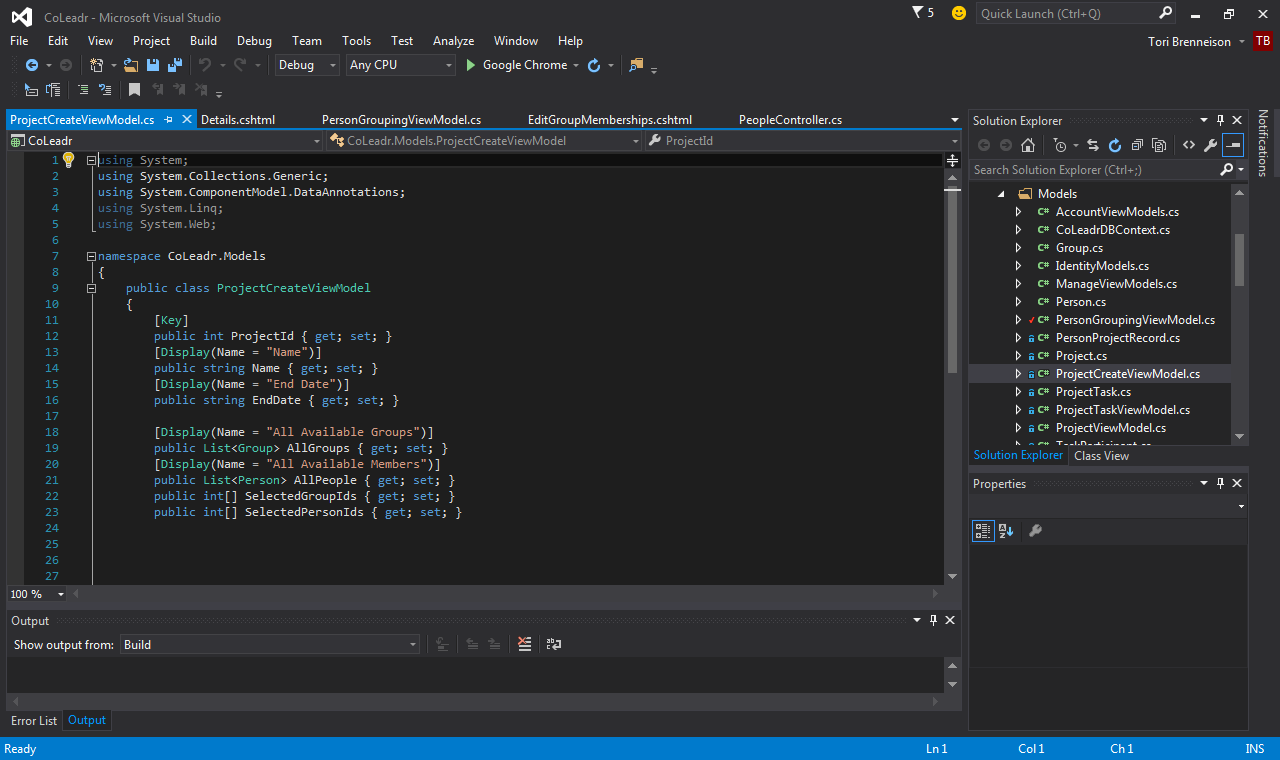 CoLeadr - Microsoft Visual Studio
5
Quick Launch (Ctrl+Q)
File Edit View Project Build Debug Team Tools Test Analyze Window Help
Tori Brenneison TB
Debug Any CPU Google Chrome
ProjectCreateViewModel.cs Details.cshtml PersonGroupingViewModel.cs EditGroupMemberships.cshtml PeopleController.cs
CoLeadr CoLeadr.Models.ProjectCreateViewModel ProjectId
1 using System;
2 using System.Collections.Generic;
3 using System.ComponentModel.DataAnnotations;
4 using System.Linq;
5 using System.Web;
6
7 namespace CoLeadr.Models
8 {
9 public class ProjectCreateViewModel
10 {
11 [Key]
12 public int ProjectId { get; set; }
13 [Display(Name = "Name")]
14 public string Name { get; set; }
15 [Display(Name = "End Date")]
16 public string EndDate { get; set; }
17
18 [Display(Name = "All Available Groups")]
19 public List<Group> AllGroups { get; set; }
20 [Display(Name = "All Available Members")]
21 public List<Person> AllPeople { get; set; }
22 public int[] SelectedGroupIds { get; set; }
23 public int[] SelectedPersonIds { get; set; }
24
25
26
27
100 %
Output
Show output from: Build
Error List Output
Solution Explorer
Search Solution Explorer (Ctrl+;)
Models
C# AccountViewModels.cs
C# CoLeadrDBContext.cs
C# Group.cs
C# IdentityModels.cs
C# ManageViewModels.cs
C# Person.cs
C# PersonGroupingViewModel.cs
C# PersonProjectRecord.cs
C# Project.cs
C# ProjectCreateViewModel.cs
C# ProjectTask.cs
C# ProjectTaskViewModel.cs
C# ProjectViewModel.cs
C# TaskParticipant.cs
Solution Explorer Class View
Properties
Notifications
Ready Ln 1 Col 1 Ch 1 INS